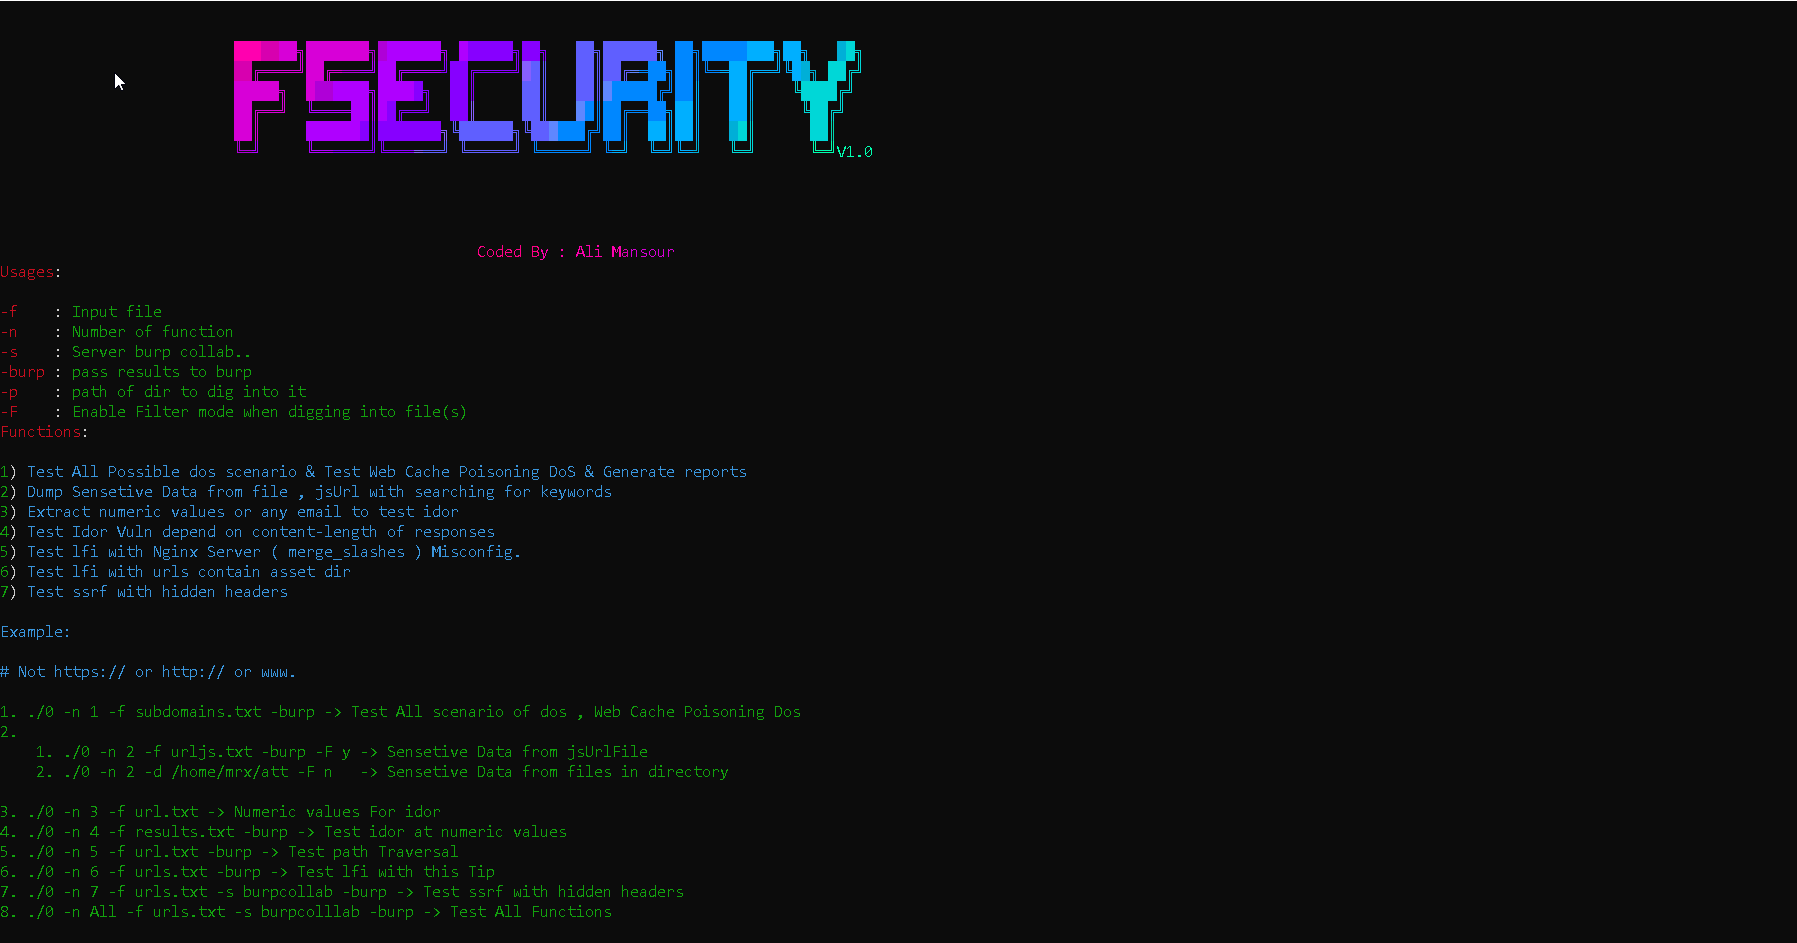 FSECURITY
V1.0
Coded By : Ali Mansour
Usages:
-f    : Input file
-n    : Number of function
-s    : Server burp collab..
-burp : pass results to burp
-p    : path of dir to dig into it
-F    : Enable Filter mode when digging into file(s)
Functions:
1) Test All Possible dos scenario & Test Web Cache Poisoning DoS & Generate reports
2) Dump Sensetive Data from file , jsUrl with searching for keywords
3) Extract numeric values or any email to test idor
4) Test Idor Vuln depend on content-length of responses
5) Test lfi with Nginx Server ( merge_slashes ) Misconfig.
6) Test lfi with urls contain asset dir
7) Test ssrf with hidden headers
Example:
# Not https:// or http:// or www.
1. ./0 -n 1 -f subdomains.txt -burp -> Test All scenario of dos , Web Cache Poisoning Dos
2.
1. ./0 -n 2 -f urljs.txt -burp -F y -> Sensetive Data from jsUrlFile
2. ./0 -n 2 -d /home/mrx/att -F n   -> Sensetive Data from files in directory
3. ./0 -n 3 -f url.txt -> Numeric values For idor
4. ./0 -n 4 -f results.txt -burp -> Test idor at numeric values
5. ./0 -n 5 -f url.txt -burp -> Test path Traversal
6. ./0 -n 6 -f urls.txt -burp -> Test lfi with this Tip
7. ./0 -n 7 -f urls.txt -s burpcollab -burp -> Test ssrf with hidden headers
8. ./0 -n All -f urls.txt -s burpcolllab -burp -> Test All Functions